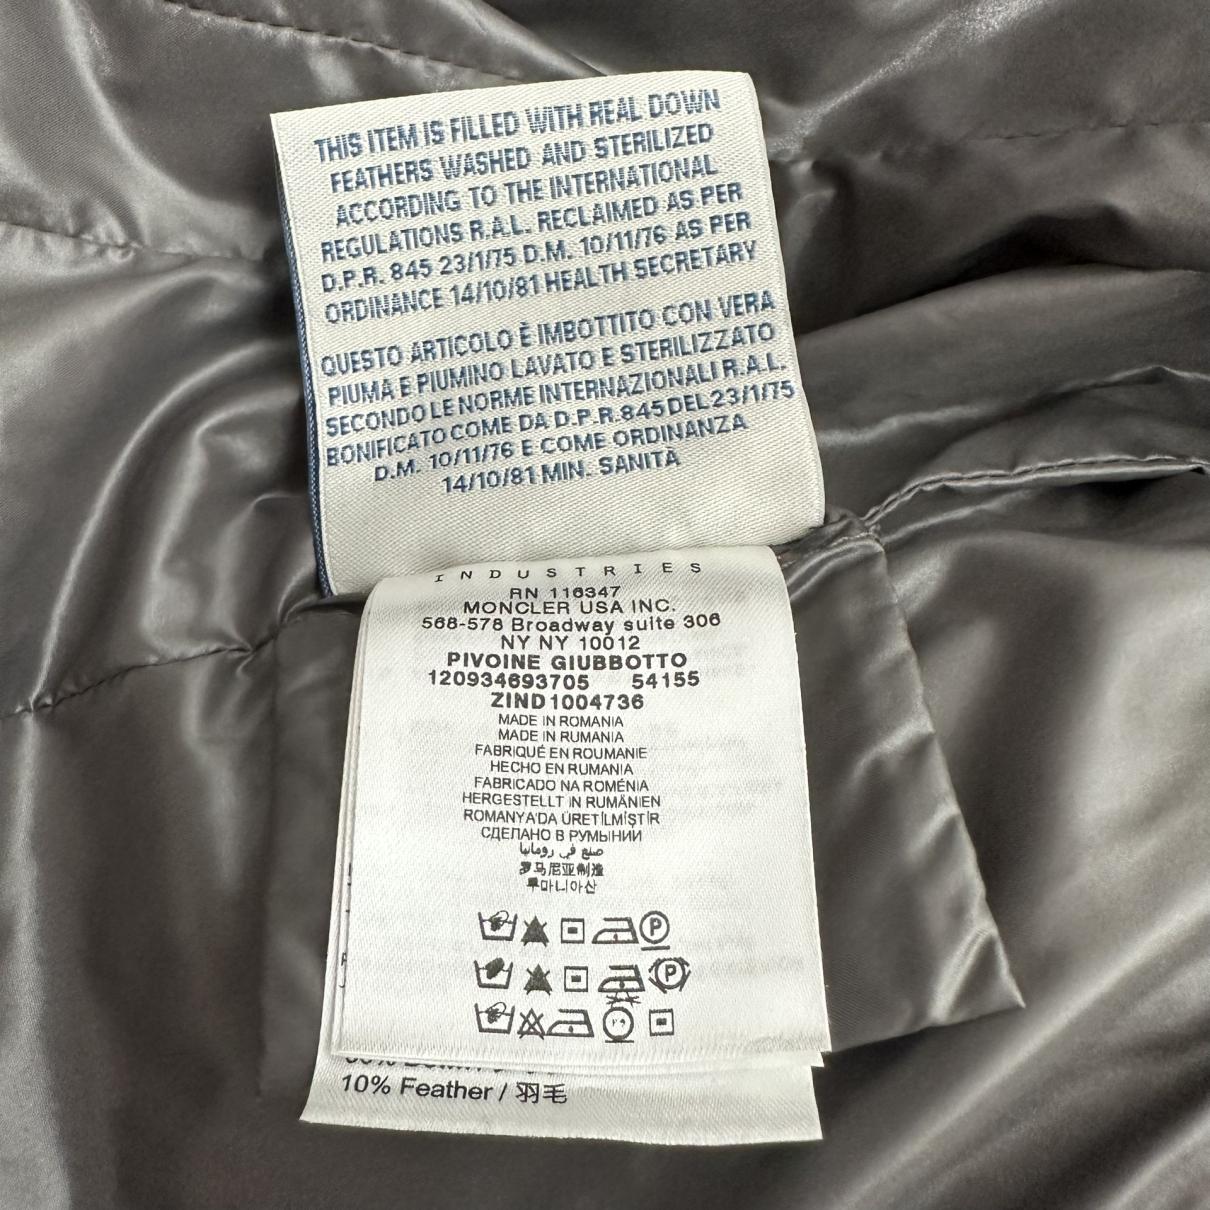 THIS ITEM IS FILLED WITH REAL DOWN
FEATHERS WASHED AND STERILIZED
ACCORDING TO THE INTERNATIONAL
REGULATIONS R.A.L. RECLAIMED AS PER
D.P.R. 845 23/1/75 D.M. 10/11/76 AS PER
ORDINANCE 14/10/81 HEALTH SECRETARY
QUESTO ARTICOLO È IMBOTTITO CON VERA
PIUMA E PIUMINO LAVATO E STERILIZZATO
SECONDO LE NORME INTERNAZIONALI R.A.L.
BONIFICATO COME DA D.P.R. 845 DEL 23/1/75
D.M. 10/11/76 E COME ORDINANZA
14/10/81 MIN. SANITÀ
INDUSTRIES
RN 116347
MONCLER USA INC.
568-578 Broadway suite 306
NY NY 10012
PIVOINE GIUBBOTTO
120934693705 54155
ZIND1004736
MADE IN ROMANIA
MADE IN RUMANIA
FABRIQUÉ EN ROUMANIE
HECHO EN RUMANIA
FABRICADO NA ROMÉNIA
HERGESTELLT IN RUMÄNIEN
ROMANYA'DA ÜRETİLMİŞTİR
СДЕЛАНО В РУМЫНИИ
صنع في رومانيا
罗马尼亚制造
루마니아산
P
P
10% Feather / 羽毛